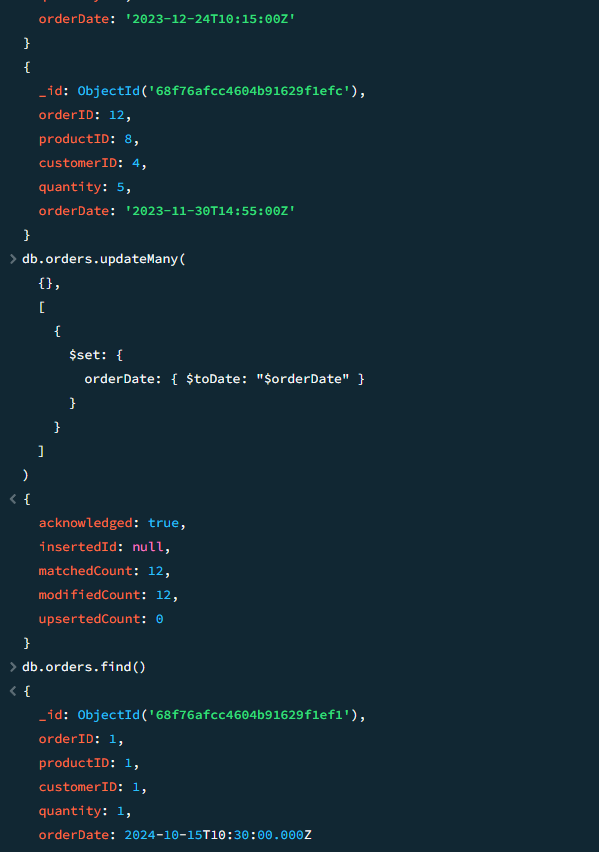 orderDate: '2023-12-24T10:15:00Z'
}
{
_id: ObjectId('68f76afcc4604b91629f1efc'),
orderID: 12,
productID: 8,
customerID: 4,
quantity: 5,
orderDate: '2023-11-30T14:55:00Z'
}
> db.orders.updateMany(
{},
[
{
$set: {
orderDate: { $toDate: "$orderDate" }
}
}
]
)
< {
acknowledged: true,
insertedId: null,
matchedCount: 12,
modifiedCount: 12,
upsertedCount: 0
}
> db.orders.find()
< {
_id: ObjectId('68f76afcc4604b91629f1ef1'),
orderID: 1,
productID: 1,
customerID: 1,
quantity: 1,
orderDate: 2024-10-15T10:30:00.000Z